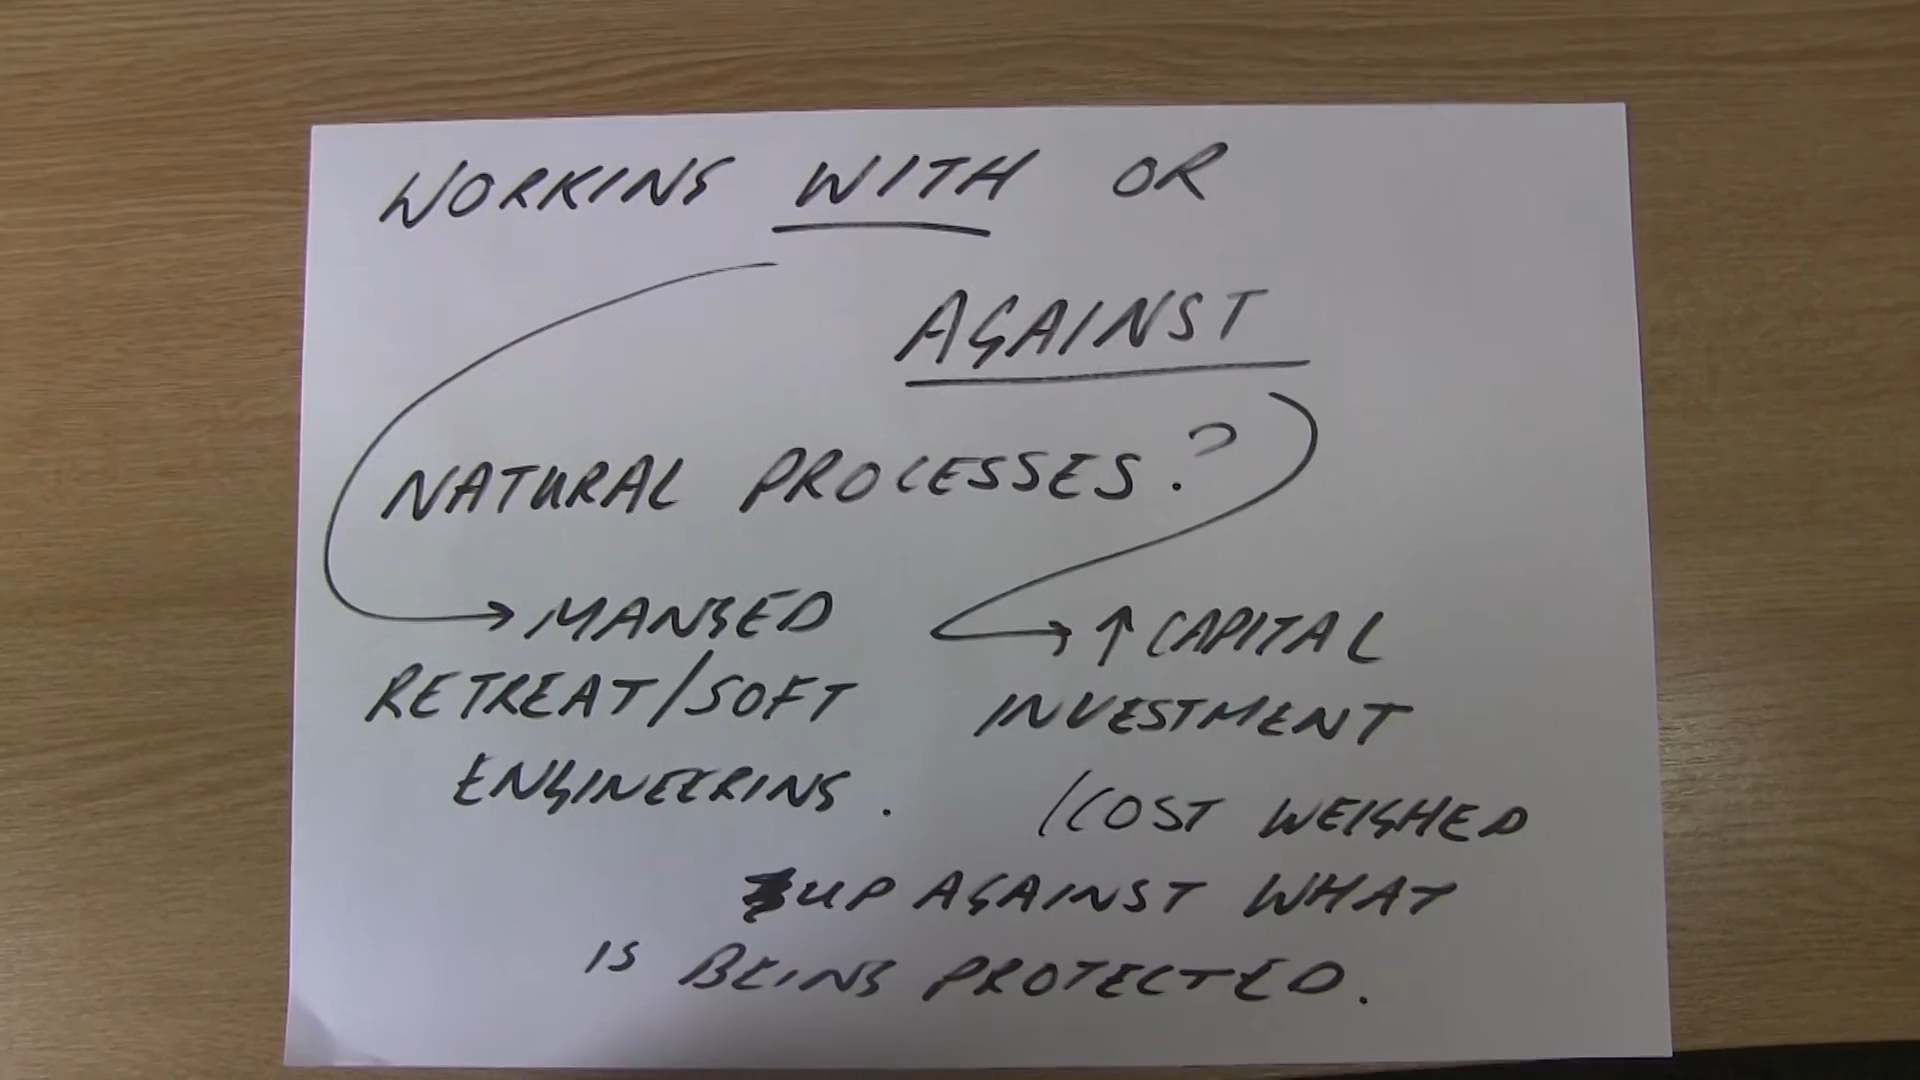 WORKING WITH OR
AGAINST
NATURAL PROCESSES?
→ MANGED
RETREAT/SOFT
ENGINEERING.
→ ↑ CAPITAL
INVESTMENT
/COST WEIGHED
UP AGAINST WHAT
IS BEING PROTECTED.